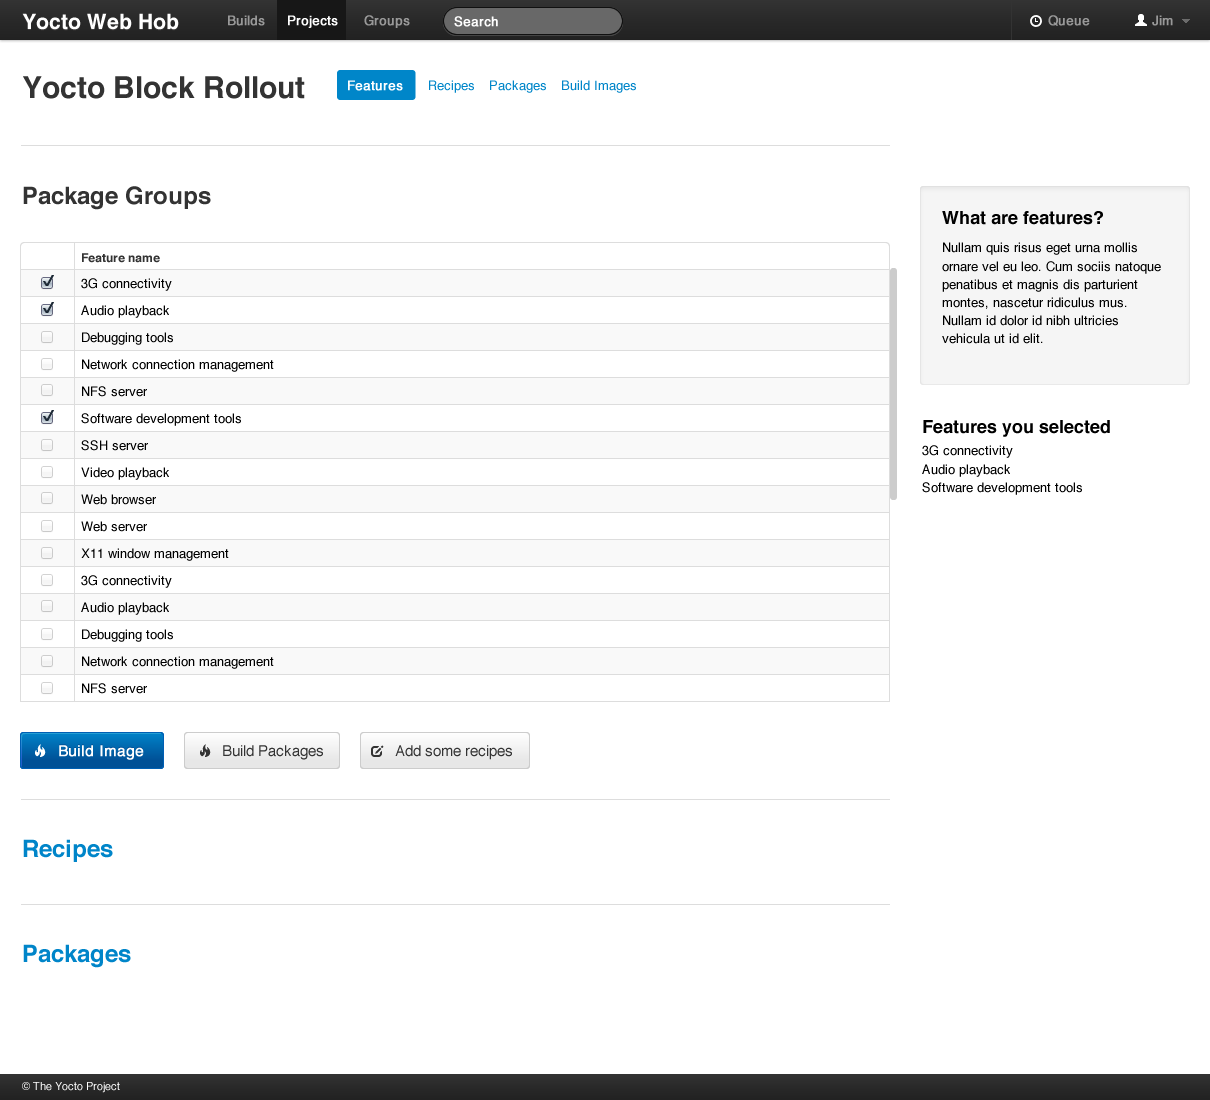 Yocto Web Hob Builds Projects Groups Search Queue Jim
Yocto Block Rollout Features Recipes Packages Build Images
Package Groups
Feature name
3G connectivity
Audio playback
Debugging tools
Network connection management
NFS server
Software development tools
SSH server
Video playback
Web browser
Web server
X11 window management
3G connectivity
Audio playback
Debugging tools
Network connection management
NFS server
Build Image Build Packages Add some recipes
Recipes
Packages
What are features?
Nullam quis risus eget urna mollis
ornare vel eu leo. Cum sociis natoque
penatibus et magnis dis parturient
montes, nascetur ridiculus mus.
Nullam id dolor id nibh ultricies
vehicula ut id elit.
Features you selected
3G connectivity
Audio playback
Software development tools
© The Yocto Project